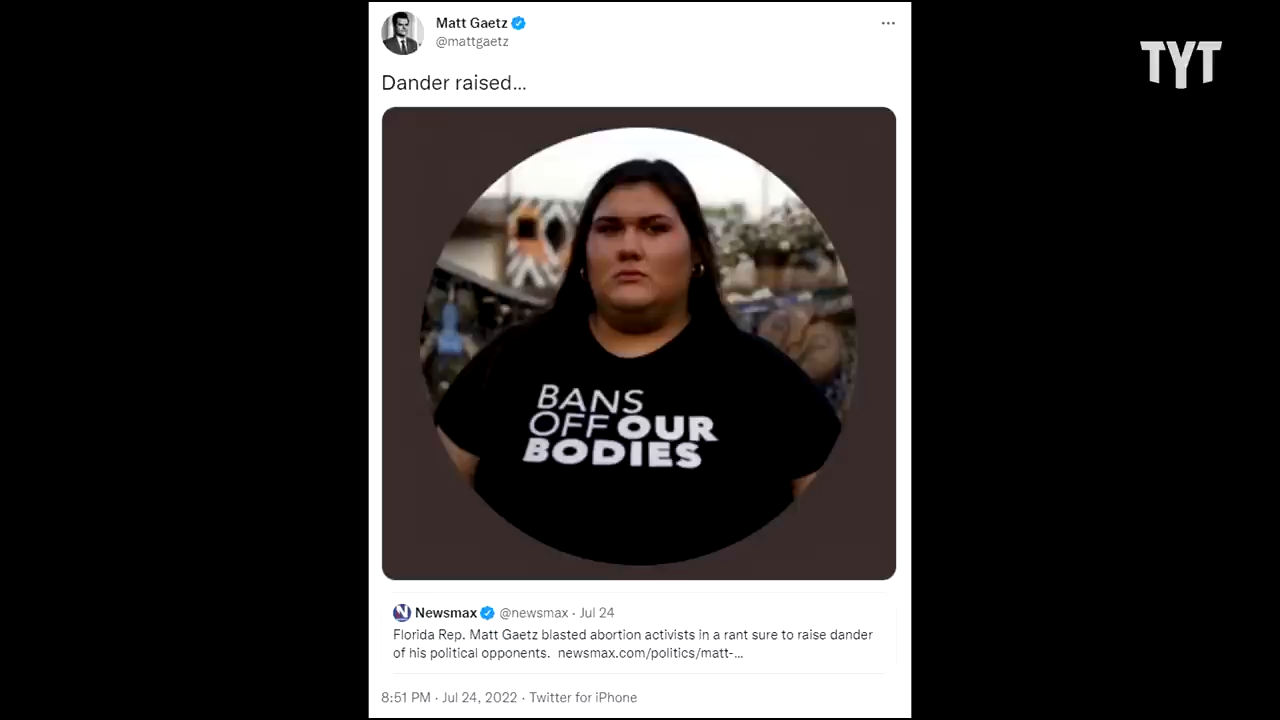 Matt Gaetz
@mattgaetz
TYT
Dander raised...
BANS
OFF OUR
BODIES
Newsmax @newsmax · Jul 24
Florida Rep. Matt Gaetz blasted abortion activists in a rant sure to raise dander
of his political opponents. newsmax.com/politics/matt-...
8:51 PM · Jul 24, 2022 · Twitter for iPhone